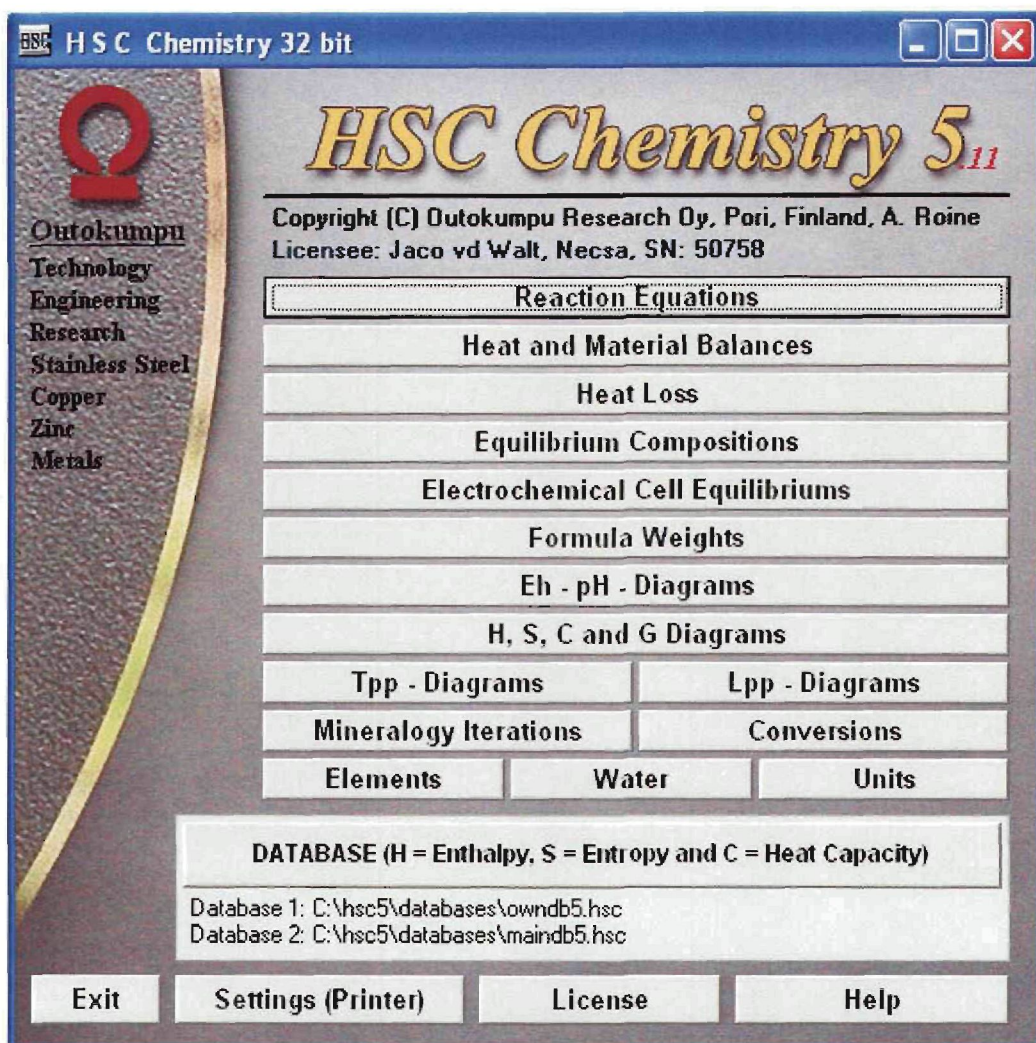 HSC
H S C Chemistry 32 bit
HSC Chemistry 5.11
Outokumpu
Technology
Engineering
Research
Stainless Steel
Copper
Zinc
Metals
Copyright (C) Outokumpu Research Oy, Pori, Finland, A. Roine
Licensee: Jaco vd Walt, Necsa, SN: 50758
Reaction Equations
Heat and Material Balances
Heat Loss
Equilibrium Compositions
Electrochemical Cell Equilibriums
Formula Weights
Eh - pH - Diagrams
H, S, C and G Diagrams
Tpp - Diagrams
Lpp - Diagrams
Mineralogy Iterations
Conversions
Elements
Water
Units
DATABASE (H = Enthalpy, S = Entropy and C = Heat Capacity)
Database 1: C:\hsc5\databases\owndb5.hsc
Database 2: C:\hsc5\databases\maindb5.hsc
Exit
Settings (Printer)
License
Help